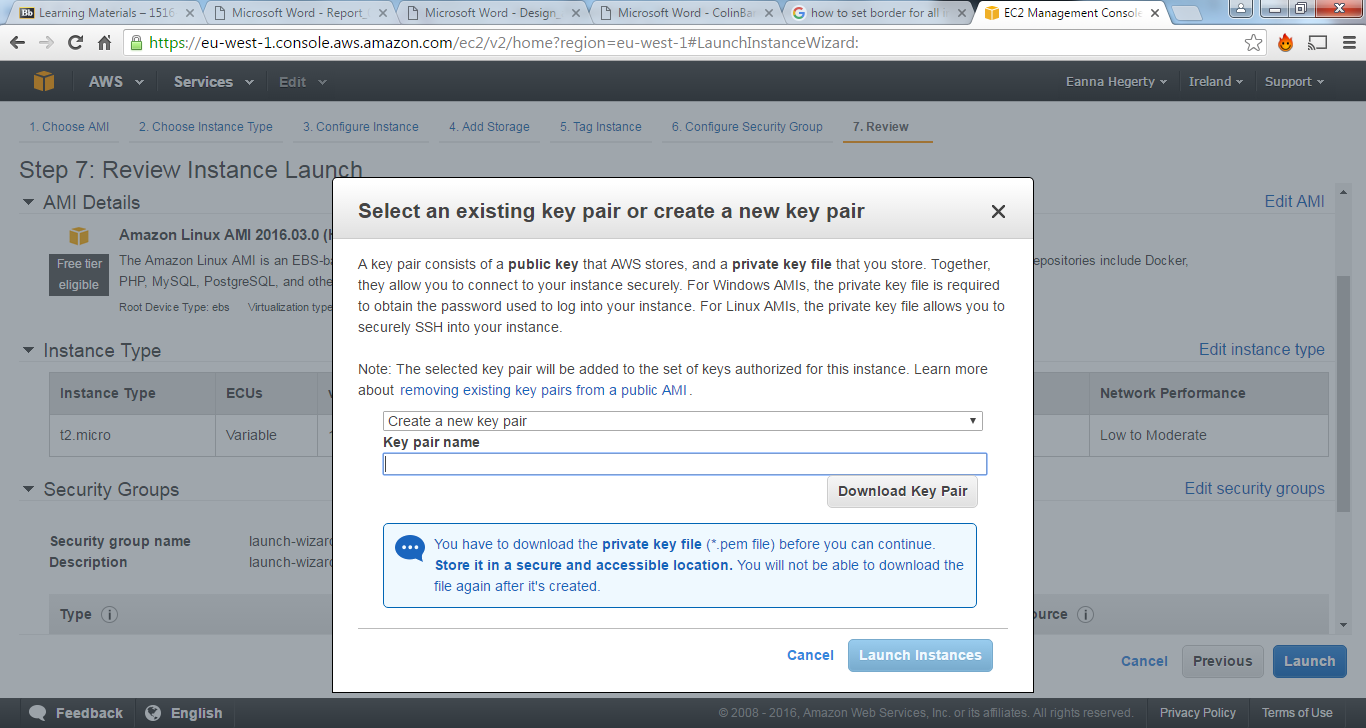 Learning Materials – 1516
Microsoft Word - Report_
Microsoft Word - Design_
Microsoft Word - ColinBa
how to set border for all i
EC2 Management Console
https://eu-west-1.console.aws.amazon.com/ec2/v2/home?region=eu-west-1#LaunchInstanceWizard:
AWS Services Edit Eanna Hegerty Ireland Support
1. Choose AMI 2. Choose Instance Type 3. Configure Instance 4. Add Storage 5. Tag Instance 6. Configure Security Group 7. Review
Step 7: Review Instance Launch
AMI Details Edit AMI
Amazon Linux AMI 2016.03.0 (
Free tier
eligible
The Amazon Linux AMI is an EBS-ba
epositories include Docker,
PHP, MySQL, PostgreSQL, and othe
Root Device Type: ebs Virtualization type
Instance Type Edit instance type
Instance Type ECUs v Network Performance
t2.micro Variable Low to Moderate
Security Groups Edit security groups
Security group name launch-wizard
Description launch-wizar
Type i ource i
Select an existing key pair or create a new key pair
A key pair consists of a public key that AWS stores, and a private key file that you store. Together,
they allow you to connect to your instance securely. For Windows AMIs, the private key file is required
to obtain the password used to log into your instance. For Linux AMIs, the private key file allows you to
securely SSH into your instance.
Note: The selected key pair will be added to the set of keys authorized for this instance. Learn more
about removing existing key pairs from a public AMI.
Create a new key pair
Key pair name
Download Key Pair
You have to download the private key file (*.pem file) before you can continue.
Store it in a secure and accessible location. You will not be able to download the
file again after it's created.
Cancel Launch Instances
Cancel Previous Launch
Feedback English © 2008 - 2016, Amazon Web Services, Inc. or its affiliates. All rights reserved. Privacy Policy Terms of Use